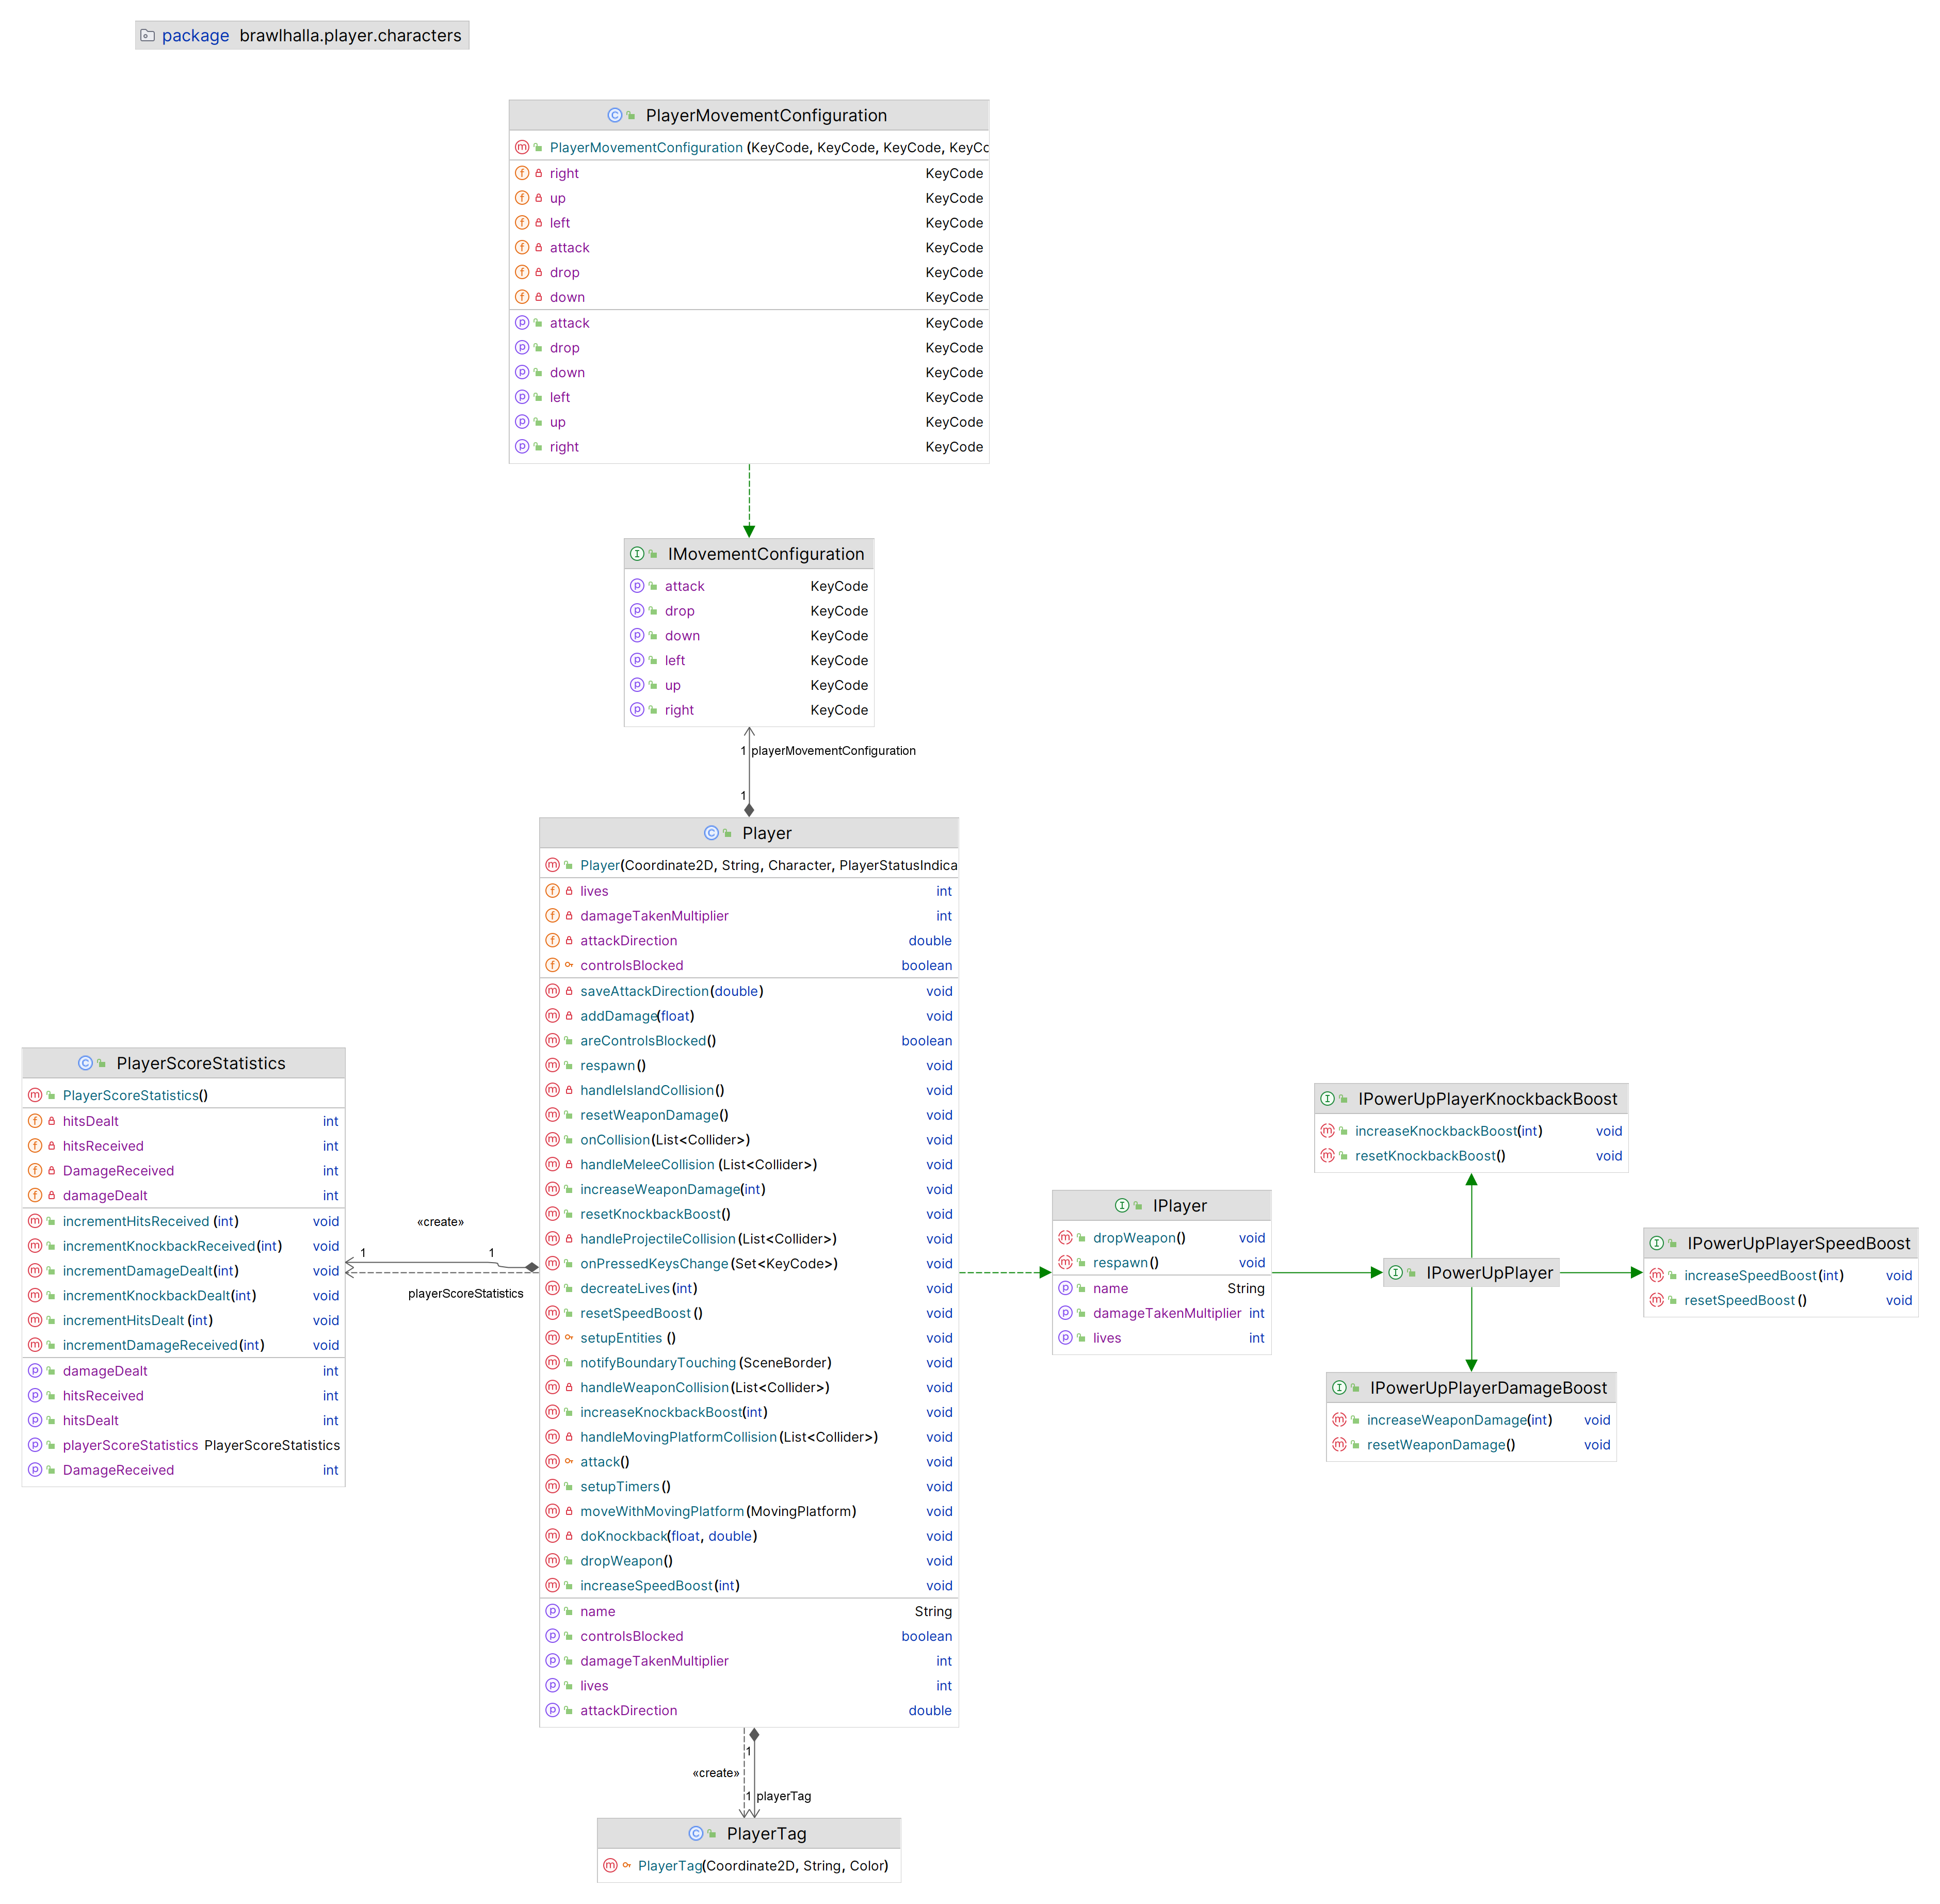 package brawlhalla.player.characters
PlayerMovementConfiguration
PlayerMovementConfiguration (KeyCode, KeyCode, KeyCode, KeyCo
right KeyCode
up KeyCode
left KeyCode
attack KeyCode
drop KeyCode
down KeyCode
attack KeyCode
drop KeyCode
down KeyCode
left KeyCode
up KeyCode
right KeyCode
IMovementConfiguration
attack KeyCode
drop KeyCode
down KeyCode
left KeyCode
up KeyCode
right KeyCode
1 playerMovementConfiguration
1
Player
Player(Coordinate2D, String, Character, PlayerStatusIndica
lives int
damageTakenMultiplier int
attackDirection double
controlsBlocked boolean
saveAttackDirection(double) void
addDamage(float) void
areControlsBlocked() boolean
respawn() void
handleIslandCollision() void
resetWeaponDamage() void
onCollision(List<Collider>) void
handleMeleeCollision (List<Collider>) void
increaseWeaponDamage(int) void
resetKnockbackBoost() void
handleProjectileCollision (List<Collider>) void
onPressedKeysChange (Set<KeyCode>) void
decreateLives(int) void
resetSpeedBoost () void
setupEntities () void
notifyBoundaryTouching (SceneBorder) void
handleWeaponCollision(List<Collider>) void
increaseKnockbackBoost(int) void
handleMovingPlatformCollision (List<Collider>) void
attack() void
setupTimers() void
moveWithMovingPlatform (MovingPlatform) void
doKnockback(float, double) void
dropWeapon() void
increaseSpeedBoost (int) void
name String
controlsBlocked boolean
damageTakenMultiplier int
lives int
attackDirection double
PlayerScoreStatistics
PlayerScoreStatistics()
hitsDealt int
hitsReceived int
DamageReceived int
damageDealt int
incrementHitsReceived (int) void
incrementKnockbackReceived(int) void
incrementDamageDealt(int) void
incrementKnockbackDealt(int) void
incrementHitsDealt (int) void
incrementDamageReceived(int) void
damageDealt int
hitsReceived int
hitsDealt int
playerScoreStatistics PlayerScoreStatistics
DamageReceived int
«create»
1 1
playerScoreStatistics
IPlayer
dropWeapon() void
respawn() void
name String
damageTakenMultiplier int
lives int
IPowerUpPlayerKnockbackBoost
increaseKnockbackBoost(int) void
resetKnockbackBoost() void
IPowerUpPlayer
IPowerUpPlayerSpeedBoost
increaseSpeedBoost(int) void
resetSpeedBoost () void
IPowerUpPlayerDamageBoost
increaseWeaponDamage(int) void
resetWeaponDamage() void
1
«create»
1 playerTag
PlayerTag
PlayerTag(Coordinate2D, String, Color)